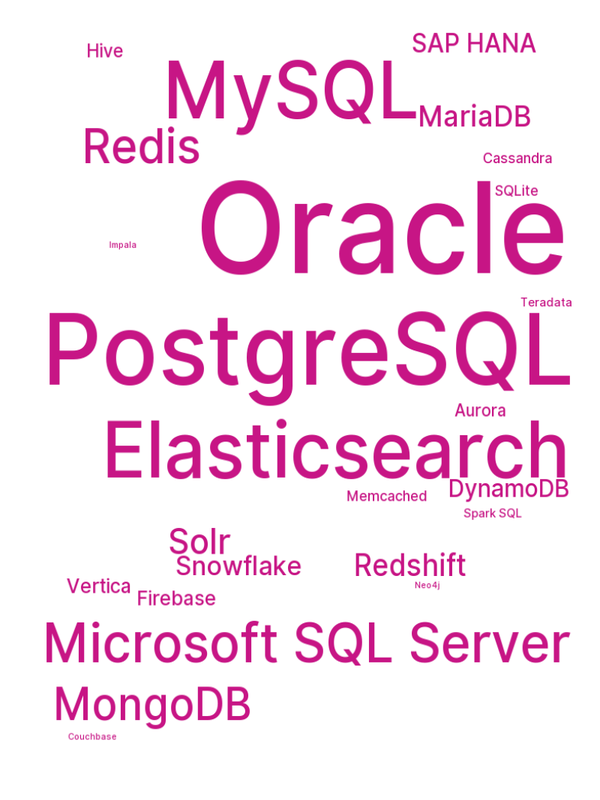 SAP HANA
Hive
MySQL
MariaDB
Redis
Cassandra
SQLite
Oracle
Impala
Teradata
PostgreSQL
Aurora
Elasticsearch
DynamoDB
Memcached
Spark SQL
Solr
Snowflake
Redshift
Neo4j
Vertica
Firebase
Microsoft SQL Server
MongoDB
Couchbase